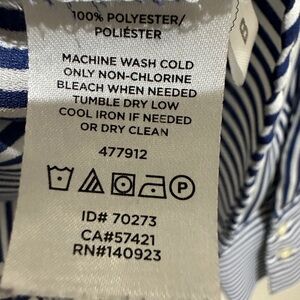 100% POLYESTER/
POLIÉSTER
MACHINE WASH COLD
ONLY NON-CHLORINE
BLEACH WHEN NEEDED
TUMBLE DRY LOW
COOL IRON IF NEEDED
OR DRY CLEAN
477912
P
ID# 70273
CA#57421
RN#140923